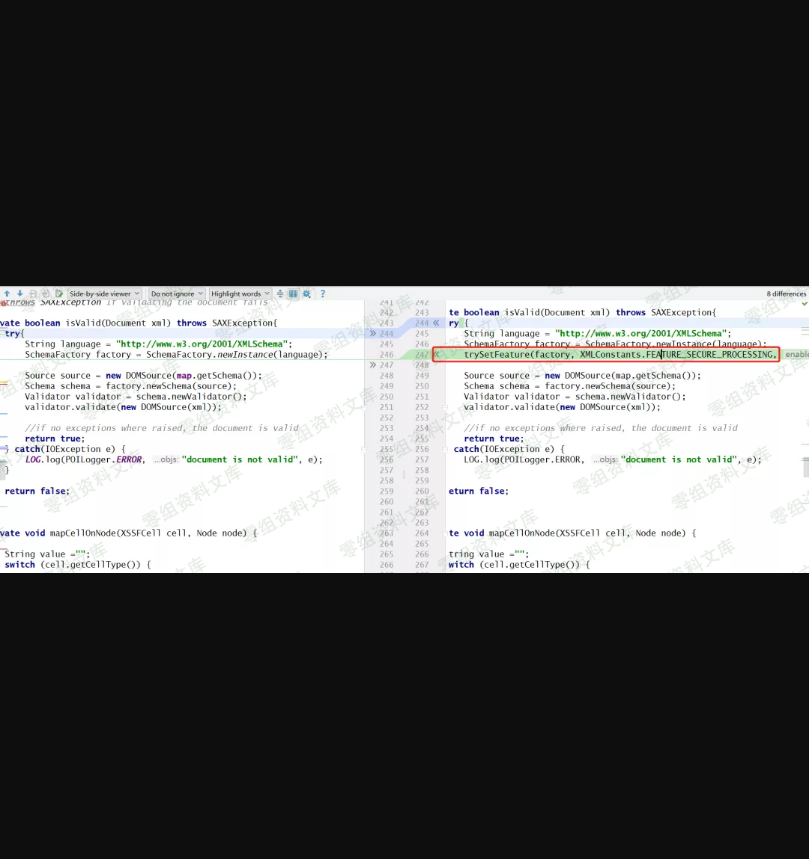 Side-by-side viewer Do not ignore Highlight words ? 8 differences
throws SAXException if validating the document fails
vate boolean isValid(Document xml) throws SAXException{
try{
String language = "http://www.w3.org/2001/XMLSchema";
SchemaFactory factory = SchemaFactory.newInstance(language);
Source source = new DOMSource(map.getSchema());
Schema schema = factory.newSchema(source);
Validator validator = schema.newValidator();
validator.validate(new DOMSource(xml));
//if no exceptions where raised, the document is valid
return true;
} catch(IOException e) {
LOG.log(POILogger.ERROR, ...objs: "document is not valid", e);
}
return false;
vate void mapCellOnNode(XSSFCell cell, Node node) {
String value ="";
switch (cell.getCellType()) {
241 242
243
243 244
244 245
245 246
246 247
247 248
248 249
249 250
250 251
251 252
252 253
253 254
254 255
255 256
256 257
257 258
258 259
259 260
260 261
261 262
262 263
263 264
264 265
265 266
266 267
te boolean isValid(Document xml) throws SAXException{
ry {
String language = "http://www.w3.org/2001/XMLSchema";
SchemaFactory factory = SchemaFactory.newInstance(language);
trySetFeature(factory, XMLConstants.FEATURE_SECURE_PROCESSING, enable
Source source = new DOMSource(map.getSchema());
Schema schema = factory.newSchema(source);
Validator validator = schema.newValidator();
validator.validate(new DOMSource(xml));
//if no exceptions where raised, the document is valid
return true;
} catch(IOException e) {
LOG.log(POILogger.ERROR, ...objs: "document is not valid", e);
eturn false;
te void mapCellOnNode(XSSFCell cell, Node node) {
tring value ="";
witch (cell.getCellType()) {
零组资料文库